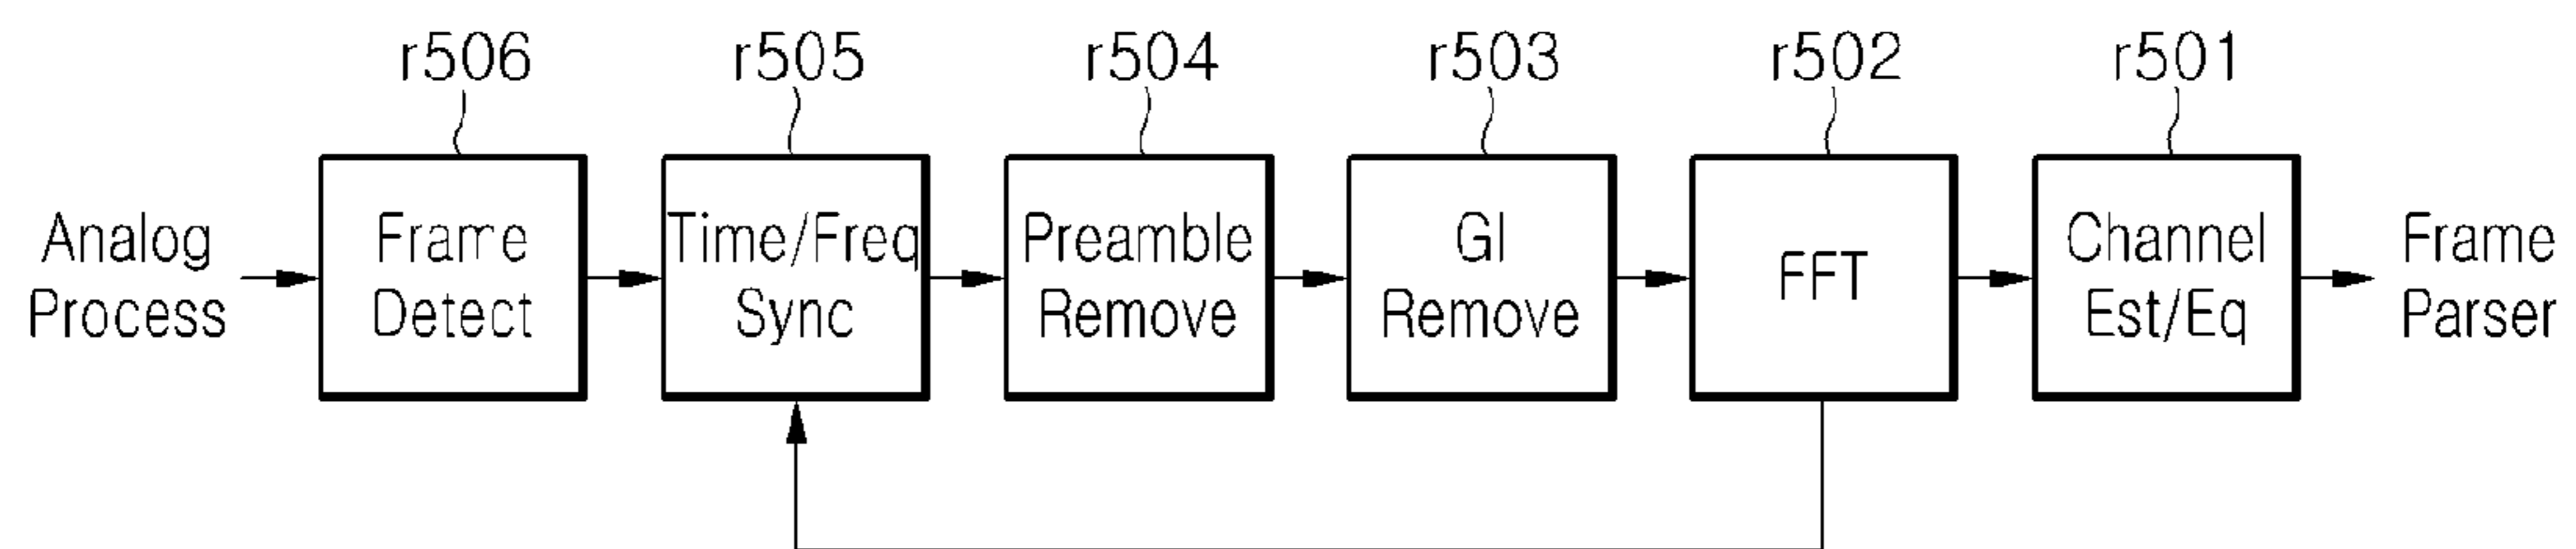 r506
r505
r504
r503
r502
r501
Analog
Process
Frame
Detect
Time/Freq
Sync
Preamble
Remove
GI
Remove
FFT
Channel
Est/Eq
Frame
Parser